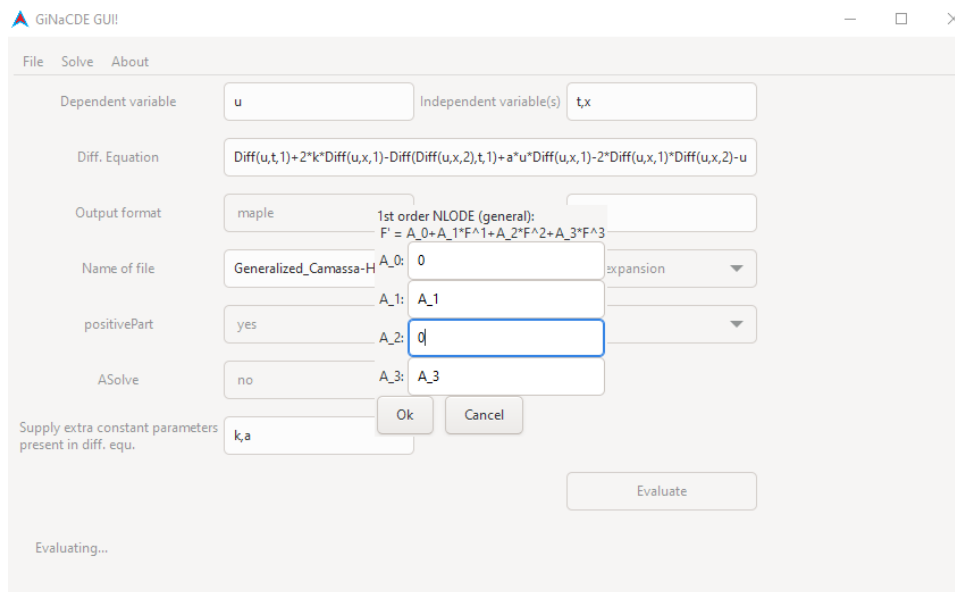 GiNaCDE GUI!
File Solve About
Dependent variable u Independent variable(s) t,x
Diff. Equation Diff(u,t,1)+2*k*Diff(u,x,1)-Diff(Diff(u,x,2),t,1)+a*u*Diff(u,x,1)-2*Diff(u,x,1)*Diff(u,x,2)-u
Output format maple
1st order NLODE (general):
F' = A_0+A_1*F^1+A_2*F^2+A_3*F^3
Name of file Generalized_Camassa-H
A_0: 0
expansion
A_1: A_1
positivePart yes
A_2: 0
ASolve no
A_3: A_3
Ok Cancel
Supply extra constant parameters
present in diff. equ.
k,a
Evaluate
Evaluating...